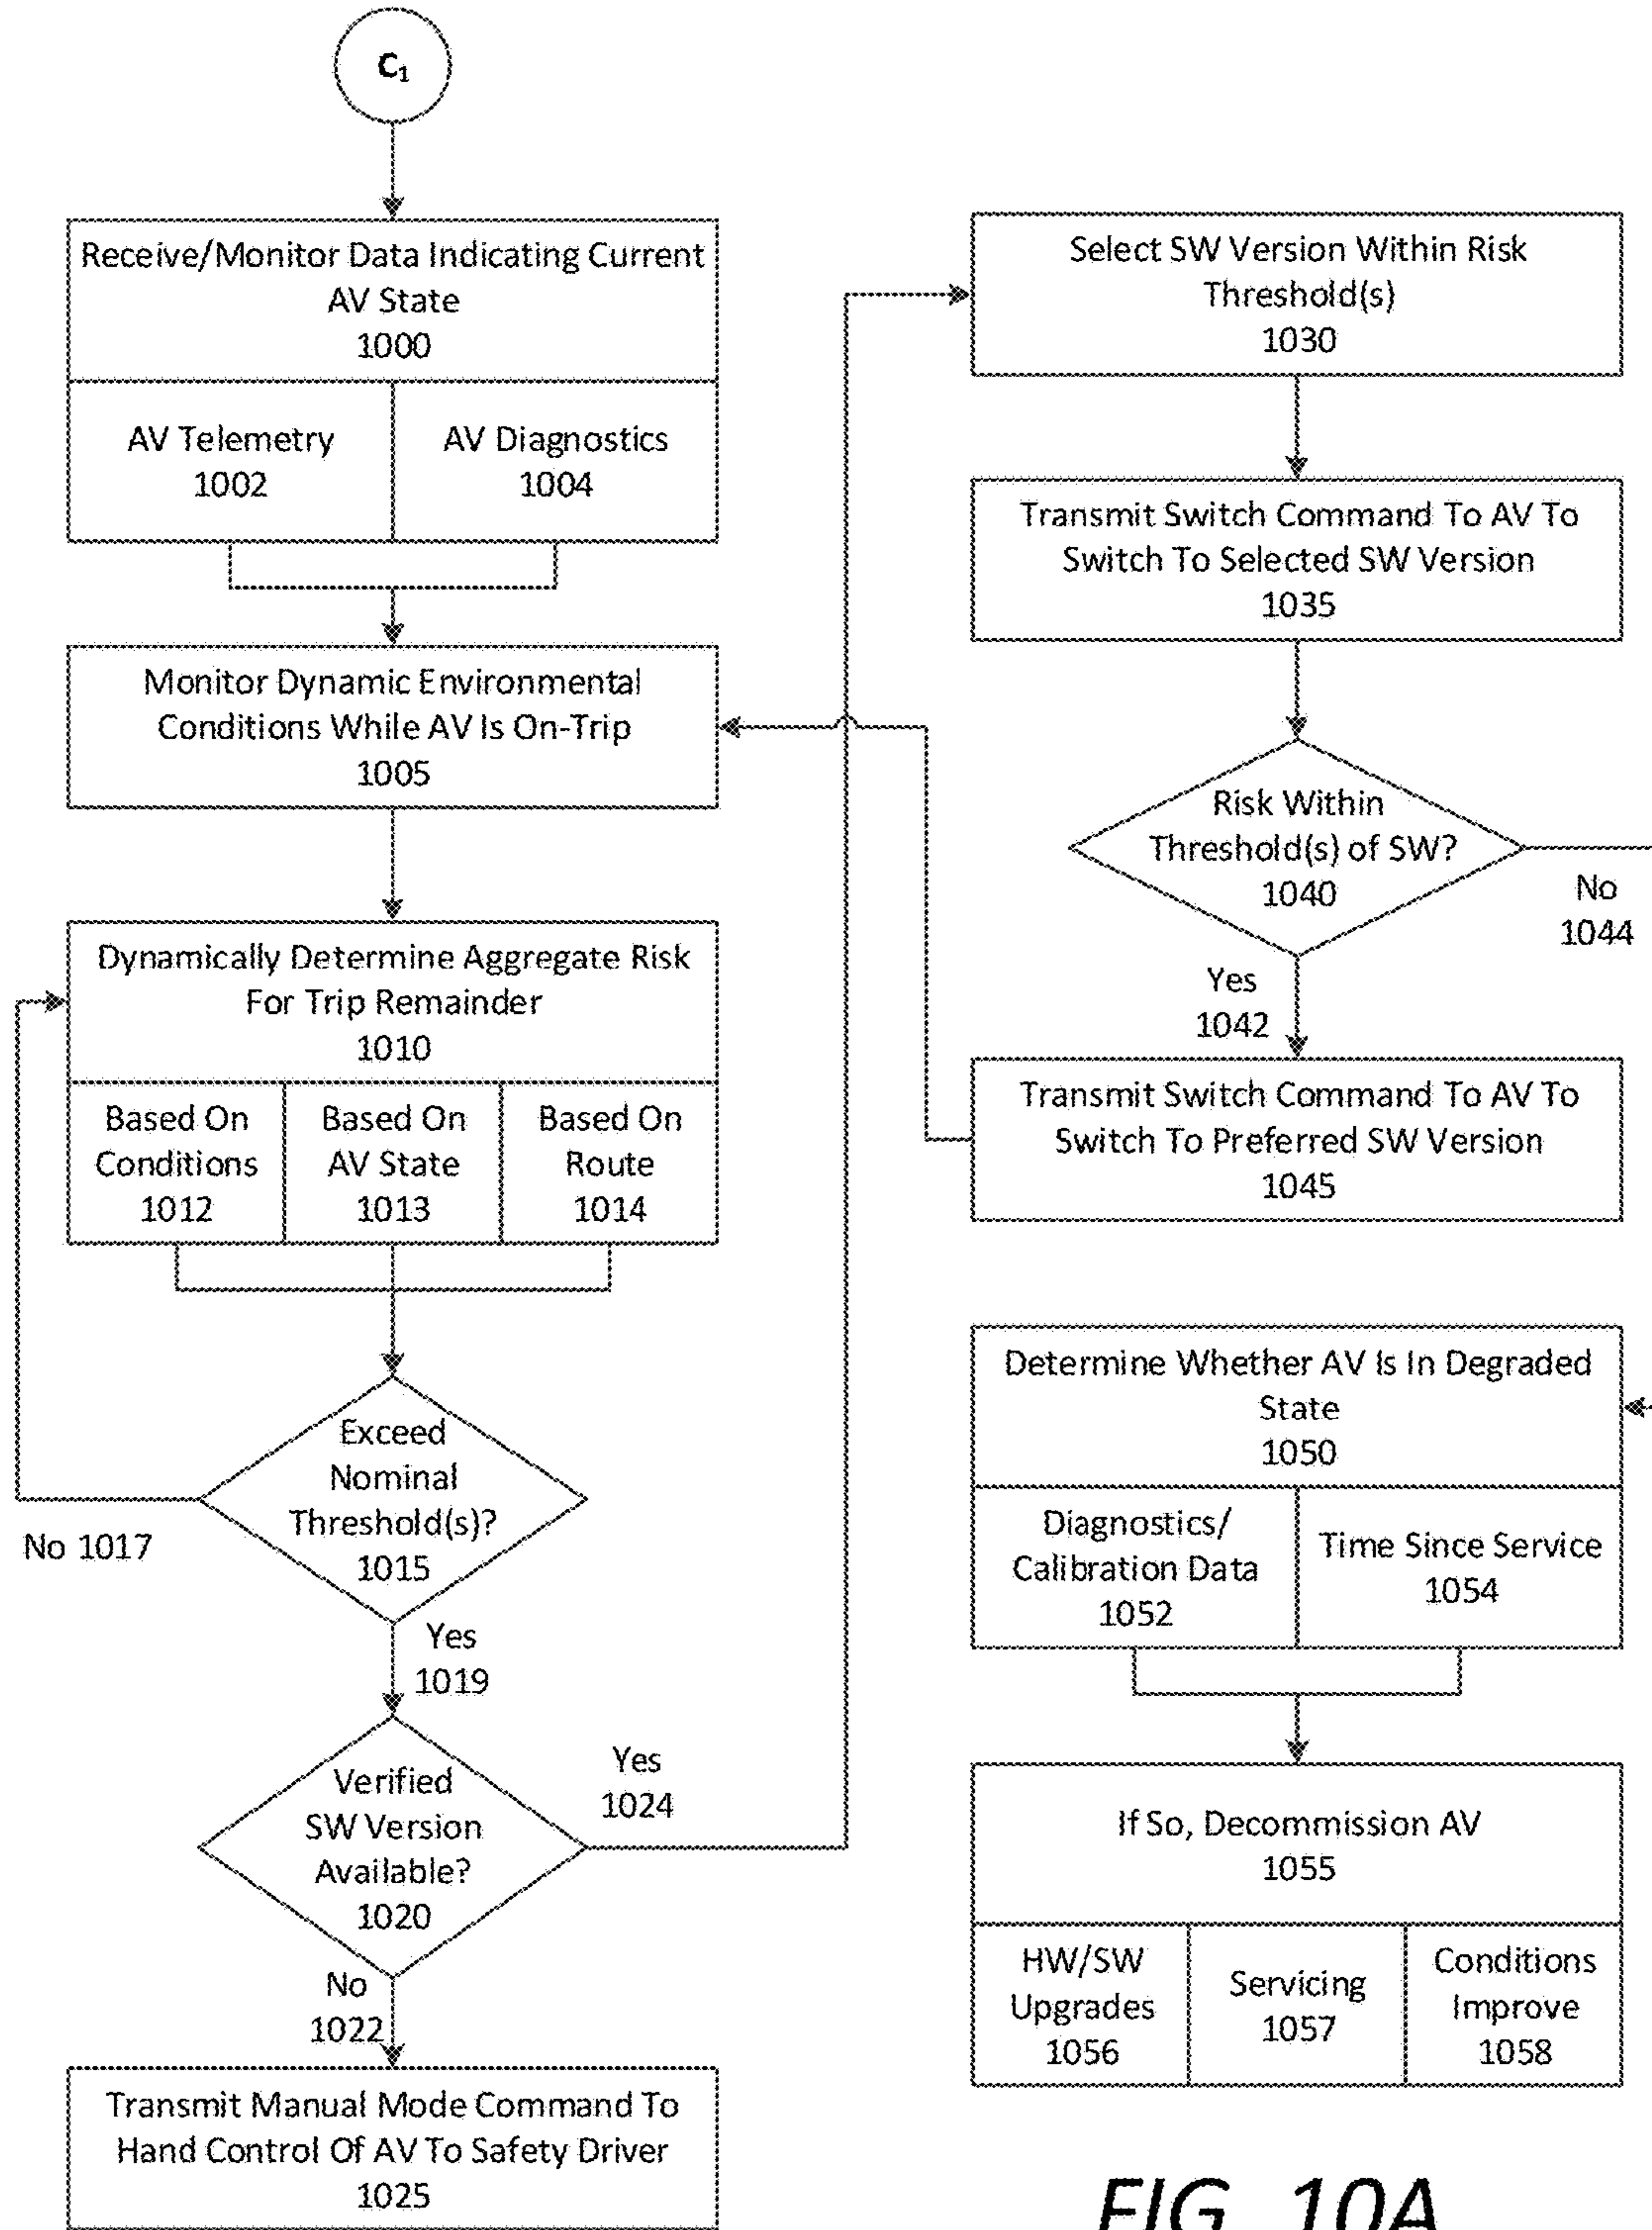 C₁
Receive/Monitor Data Indicating Current
AV State
1000
AV Telemetry
1002
AV Diagnostics
1004
Monitor Dynamic Environmental
Conditions While AV Is On-Trip
1005
Dynamically Determine Aggregate Risk
For Trip Remainder
1010
Based On
Conditions
1012
Based On
AV State
1013
Based On
Route
1014
Exceed
Nominal
Threshold(s)?
1015
No 1017
Yes
1019
Verified
SW Version
Available?
1020
Yes
1024
No
1022
Transmit Manual Mode Command To
Hand Control Of AV To Safety Driver
1025
Select SW Version Within Risk
Threshold(s)
1030
Transmit Switch Command To AV To
Switch To Selected SW Version
1035
Risk Within
Threshold(s) of SW?
1040
No
1044
Yes
1042
Transmit Switch Command To AV To
Switch To Preferred SW Version
1045
Determine Whether AV Is In Degraded
State
1050
Diagnostics/
Calibration Data
1052
Time Since Service
1054
If So, Decommission AV
1055
HW/SW
Upgrades
1056
Servicing
1057
Conditions
Improve
1058
FIG. 10A